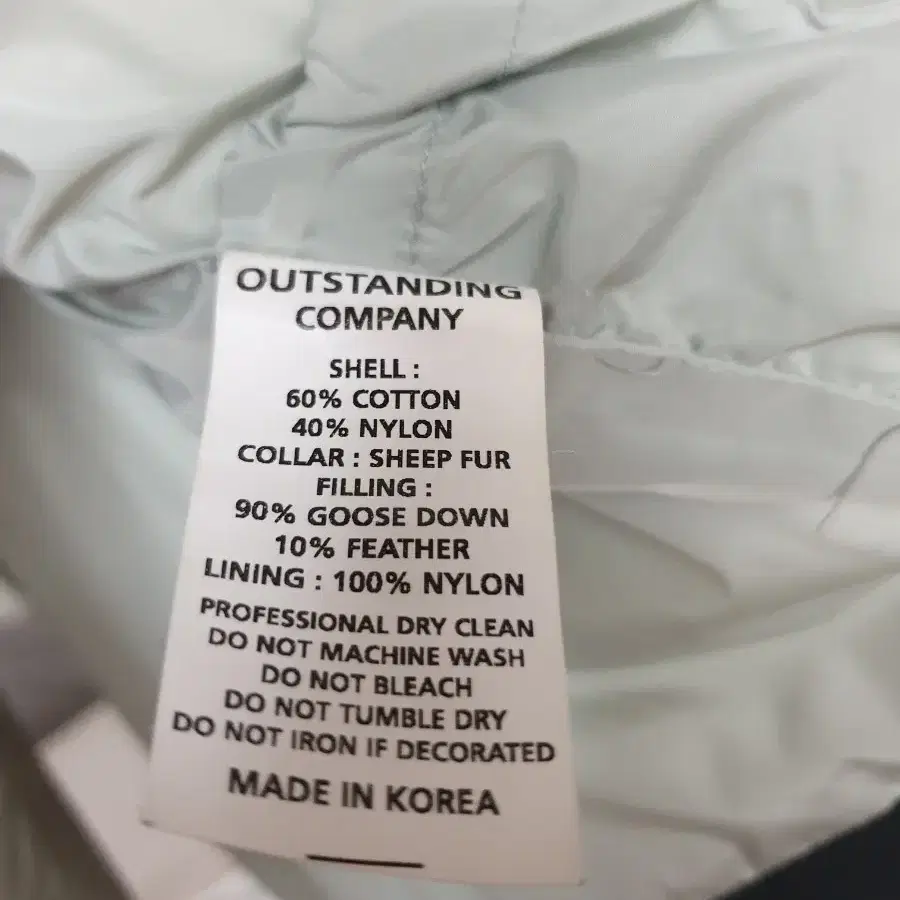 OUTSTANDING
COMPANY
SHELL :
60% COTTON
40% NYLON
COLLAR : SHEEP FUR
FILLING :
90% GOOSE DOWN
10% FEATHER
LINING : 100% NYLON
PROFESSIONAL DRY CLEAN
DO NOT MACHINE WASH
DO NOT BLEACH
DO NOT TUMBLE DRY
DO NOT IRON IF DECORATED
MADE IN KOREA